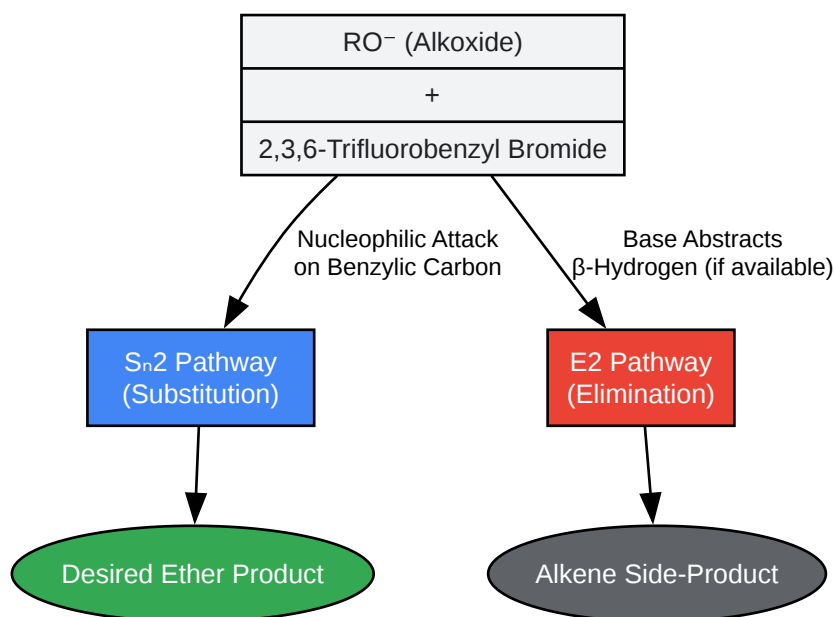 RO⁻ (Alkoxide)
+
2,3,6-Trifluorobenzyl Bromide
Nucleophilic Attack
on Benzylic Carbon
Base Abstracts
β-Hydrogen (if available)
Sₙ2 Pathway
(Substitution)
E2 Pathway
(Elimination)
Desired Ether Product
Alkene Side-Product